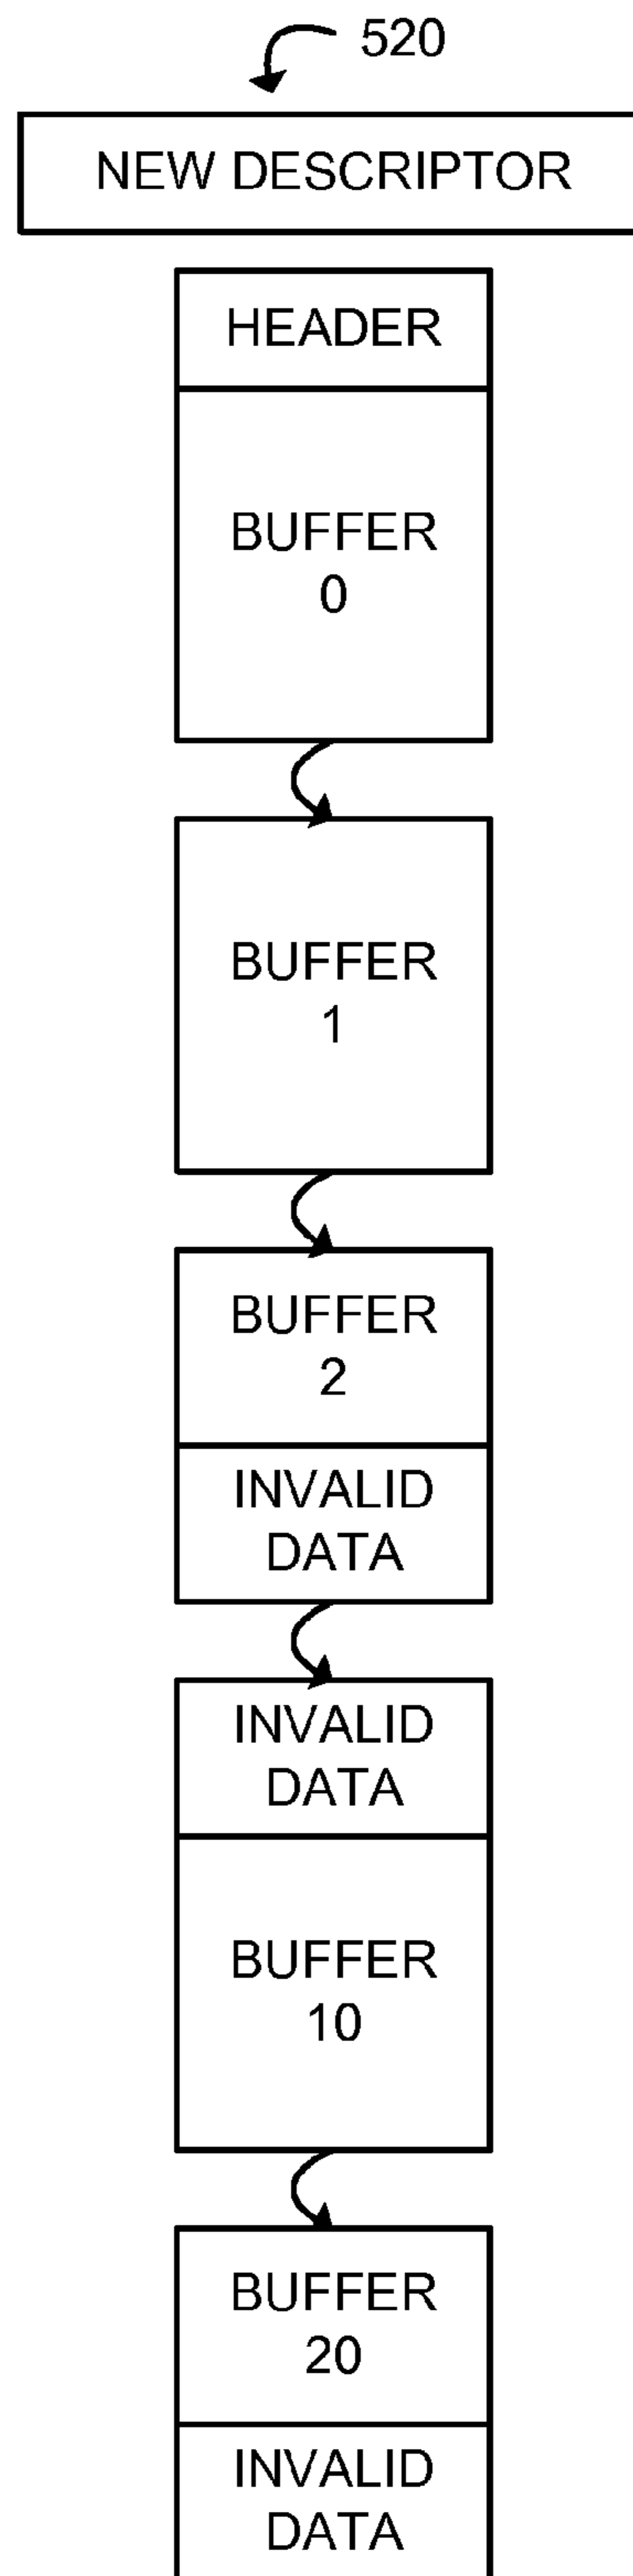 520
NEW DESCRIPTOR
HEADER
BUFFER
0
BUFFER
1
BUFFER
2
INVALID
DATA
INVALID
DATA
BUFFER
10
BUFFER
20
INVALID
DATA